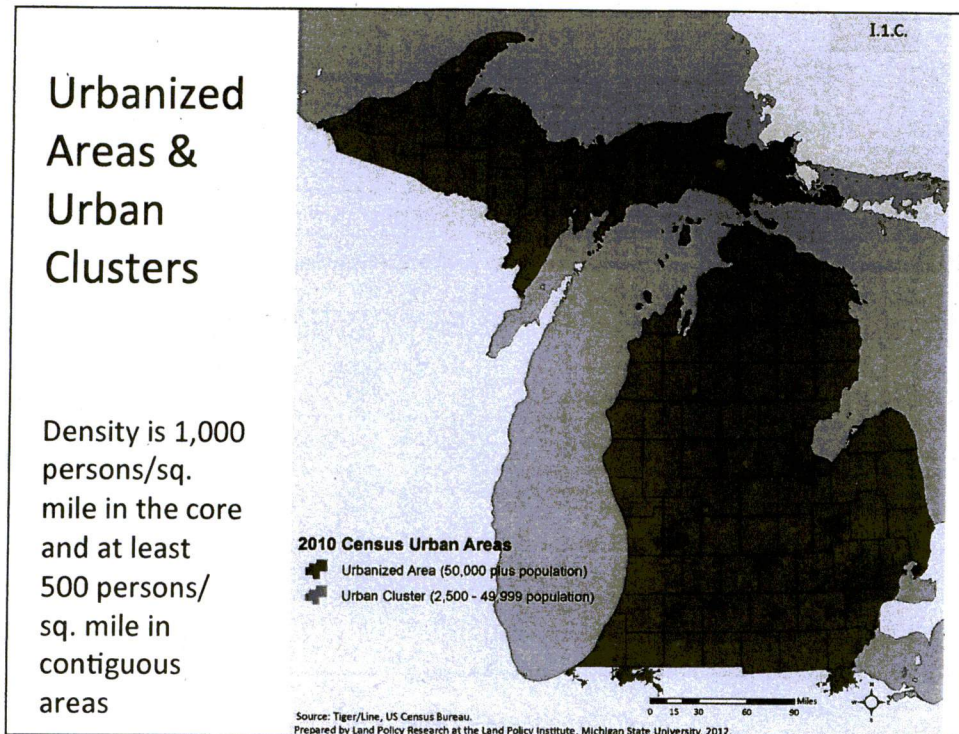 I.1.C.
Urbanized
Areas &
Urban
Clusters
Density is 1,000
persons/sq.
mile in the core
and at least
500 persons/
sq. mile in
contiguous
areas
2010 Census Urban Areas
Urbanized Area (50,000 plus population)
Urban Cluster (2,500 - 49,999 population)
Miles
0 15 30 60 90
N
W E
S
Source: Tiger/Line, US Census Bureau.
Prepared by Land Policy Research at the Land Policy Institute, Michigan State University, 2012.